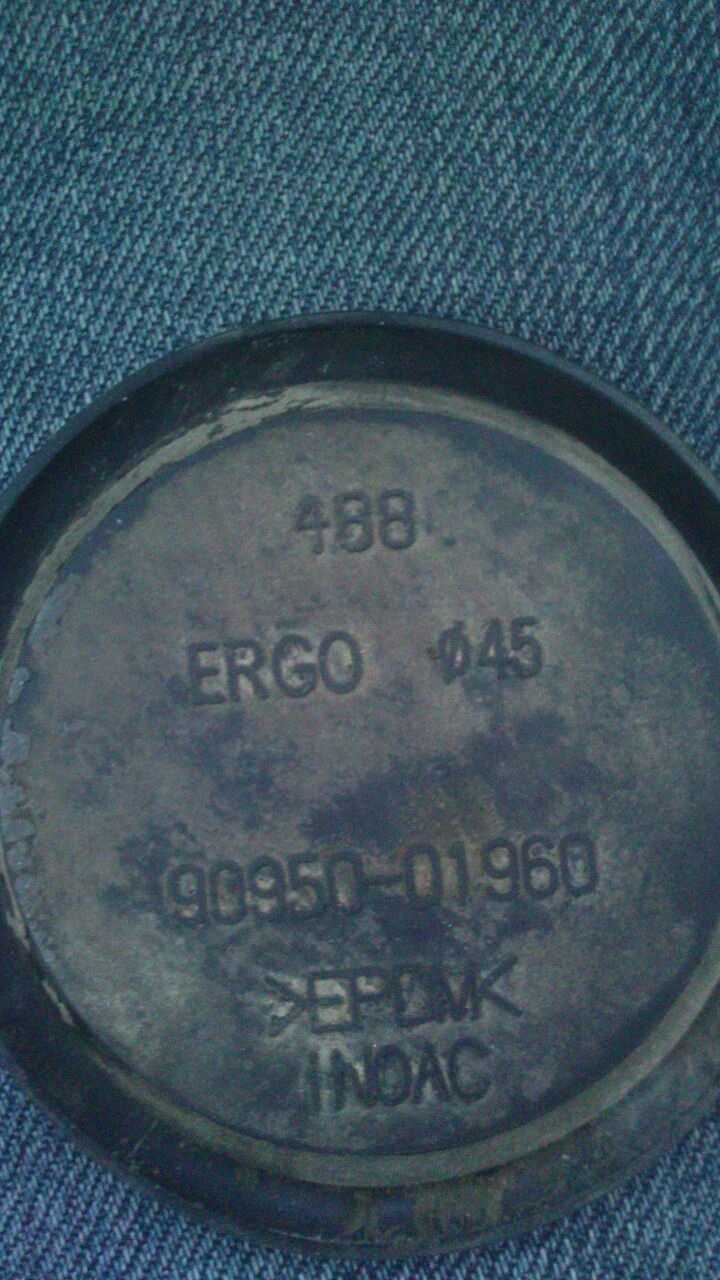 488
ERGO Ø45
90950-01960
>EPDM<
INOAC